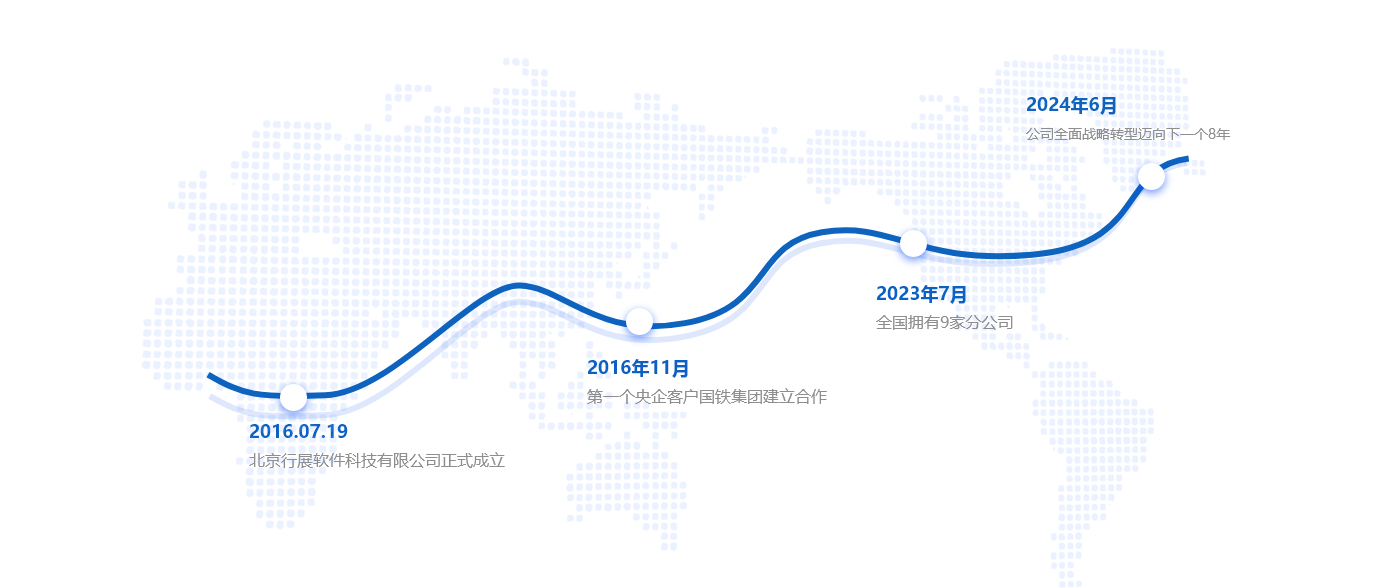 2024年6月
公司全面战略转型迈向下一个8年
2023年7月
全国拥有9家分公司
2016年11月
第一个央企客户国铁集团建立合作
2016.07.19
北京行展软件科技有限公司正式成立